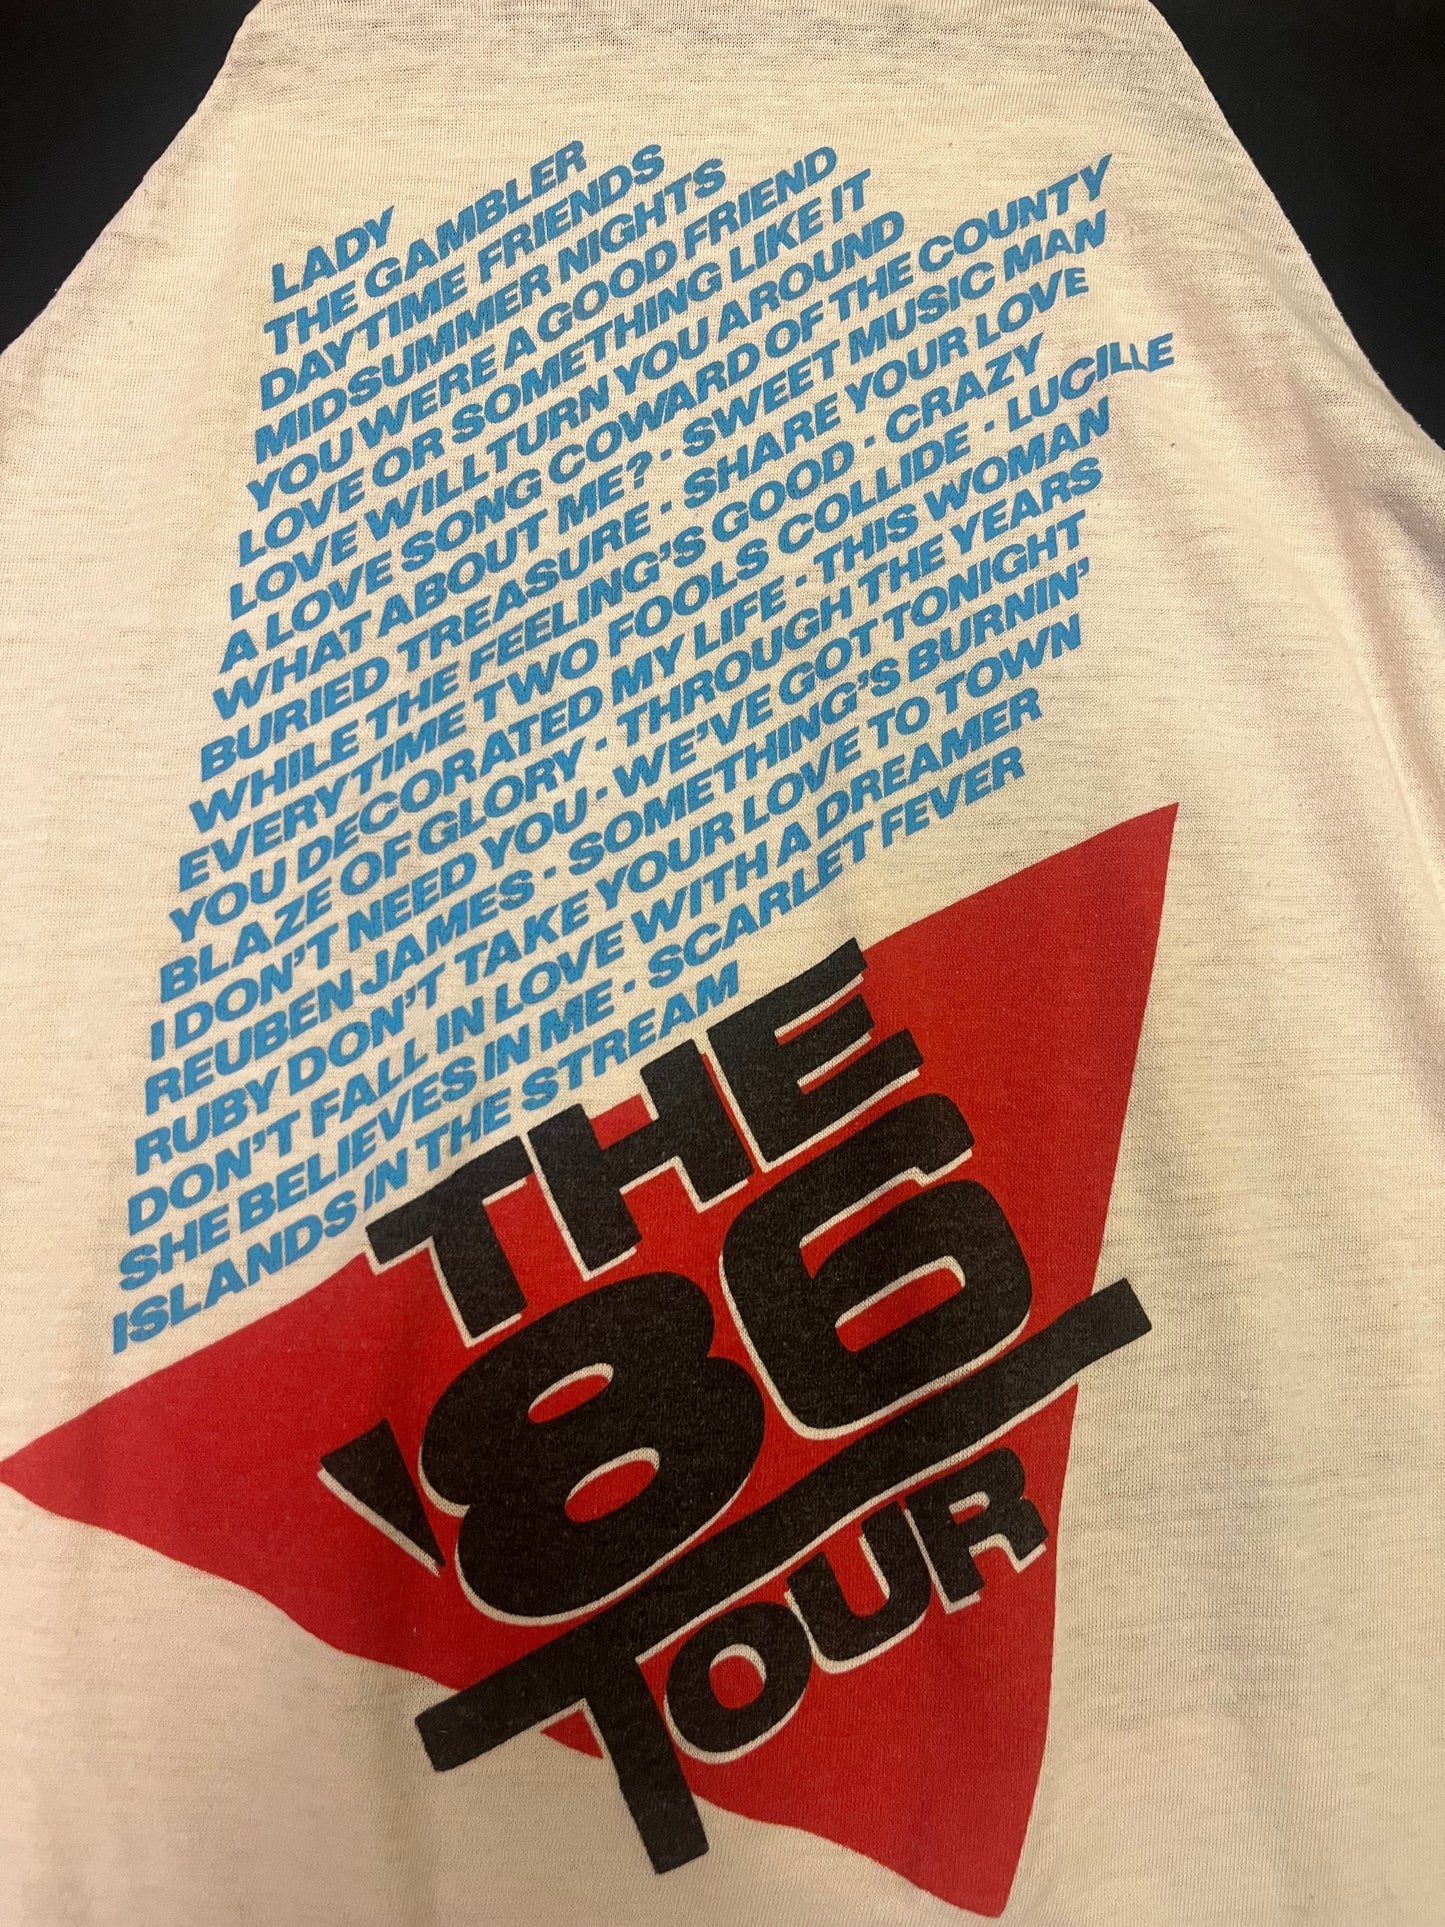 LADY
THE GAMBLER
DAYTIME FRIENDS
MIDSUMMER NIGHTS
YOU WERE A GOOD FRIEND
LOVE OR SOMETHING LIKE IT
LOVE WILL TURN YOU AROUND
A LOVE SONG COWARD OF THE COUNTY
WHAT ABOUT ME? · SWEET MUSIC MAN
BURIED TREASURE · SHARE YOUR LOVE
WHILE THE FEELING'S GOOD · CRAZY
EVERYTIME TWO FOOLS COLLIDE · LUCILLE
YOU DECORATED MY LIFE · THIS WOMAN
BLAZE OF GLORY · THROUGH THE YEARS
I DON'T NEED YOU · WE'VE GOT TONIGHT
REUBEN JAMES · SOMETHING'S BURNIN'
RUBY DON'T TAKE YOUR LOVE TO TOWN
DON'T FALL IN LOVE WITH A DREAMER
SHE BELIEVES IN ME · SCARLET FEVER
ISLANDS IN THE STREAM
THE
'86
TOUR